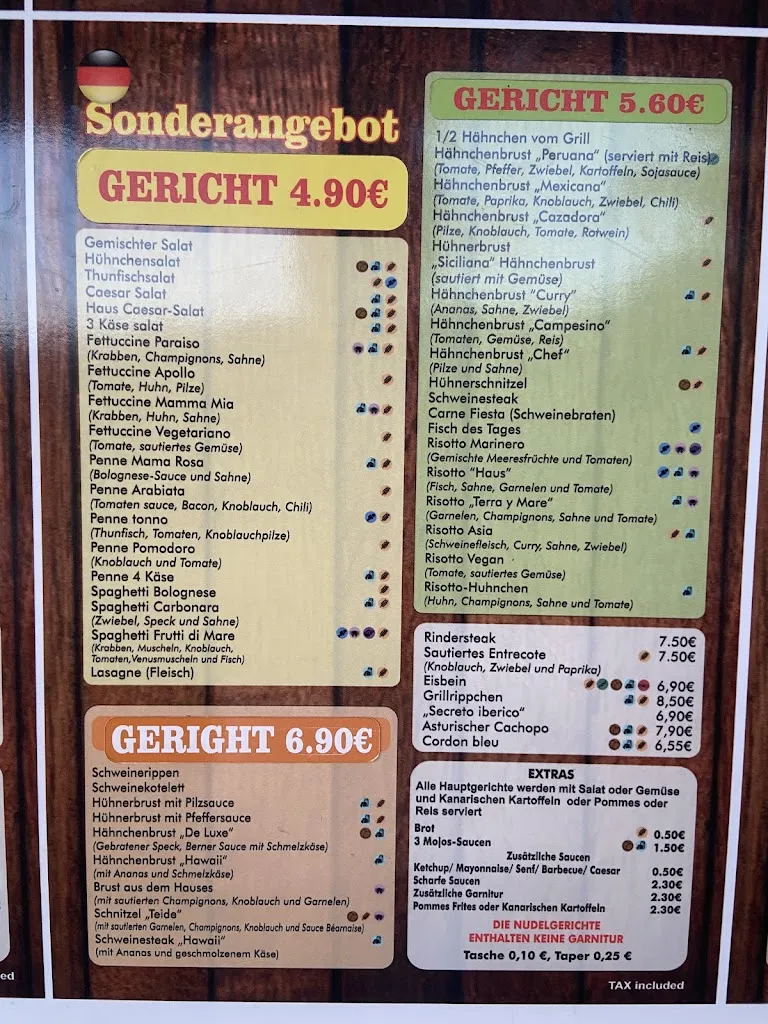 Sonderangebot
GERICHT 4.90€
Gemischter Salat
Hühnchensalat
Thunfischsalat
Caesar Salat
Haus Caesar-Salat
3 Käse salat
Fettuccine Paraiso
(Krabben, Champignons, Sahne)
Fettuccine Apollo
(Tomate, Huhn, Pilze)
Fettuccine Mamma Mia
(Krabben, Huhn, Sahne)
Fettuccine Vegetariano
(Tomate, sautiertes Gemüse)
Penne Mama Rosa
(Bolognese-Sauce und Sahne)
Penne Arabiata
(Tomaten sauce, Bacon, Knoblauch, Chili)
Penne tonno
(Thunfisch, Tomaten, Knoblauchpilze)
Penne Pomodoro
(Knoblauch und Tomate)
Penne 4 Käse
Spaghetti Bolognese
Spaghetti Carbonara
(Zwiebel, Speck und Sahne)
Spaghetti Frutti di Mare
(Krabben, Muscheln, Knoblauch,
Tomaten,Venusmuscheln und Fisch)
Lasagne (Fleisch)
GERIGHT 6.90€
Schweinerippen
Schweinekotelett
Hühnerbrust mit Pilzsauce
Hühnerbrust mit Pfeffersauce
Hähnchenbrust „De Luxe"
(Gebratener Speck, Berner Sauce mit Schmelzkäse)
Hähnchenbrust „Hawaii"
(mit Ananas und Schmelzkäse)
Brust aus dem Hauses
(mit sautierten Champignons, Knoblauch und Garnelen)
Schnitzel „Teide"
(mit sautierten Garnelen, Champignons, Knoblauch und Sauce Béarnaise)
Schweinesteak „Hawaii"
(mit Ananas und geschmolzenem Käse)
GERICHT 5.60€
1/2 Hähnchen vom Grill
Hähnchenbrust „Peruana" (serviert mit Reis)
(Tomate, Pfeffer, Zwiebel, Kartoffeln, Sojasauce)
Hähnchenbrust „Mexicana"
(Tomate, Paprika, Knoblauch, Zwiebel, Chili)
Hähnchenbrust „Cazadora"
(Pilze, Knoblauch, Tomate, Rotwein)
Hühnerbrust
„Siciliana" Hähnchenbrust
(sautiert mit Gemüse)
Hähnchenbrust "Curry"
(Ananas, Sahne, Zwiebel)
Hähnchenbrust „Campesino"
(Tomaten, Gemüse, Reis)
Hähnchenbrust „Chef"
(Pilze und Sahne)
Hühnerschnitzel
Schweinesteak
Carne Fiesta (Schweinebraten)
Fisch des Tages
Risotto Marinero
(Gemischte Meeresfrüchte und Tomaten)
Risotto "Haus"
(Fisch, Sahne, Garnelen und Tomate)
Risotto „Terra y Mare"
(Garnelen, Champignons, Sahne und Tomate)
Risotto Asia
(Schweinefleisch, Curry, Sahne, Zwiebel)
Risotto Vegan
(Tomate, sautiertes Gemüse)
Risotto-Huhnchen
(Huhn, Champignons, Sahne und Tomate)
Rindersteak 7.50€
Sautiertes Entrecote 7.50€
(Knoblauch, Zwiebel und Paprika)
Eisbein 6,90€
Grillrippchen 8,50€
„Secreto iberico" 6,90€
Asturischer Cachopo 7,90€
Cordon bleu 6,55€
EXTRAS
Alle Hauptgerichte werden mit Salat oder Gemüse
und Kanarischen Kartoffeln oder Pommes oder
Reis serviert
Brot 0.50€
3 Mojos-Saucen 1.50€
Zusätzliche Saucen
Ketchup/ Mayonnaise/ Senf/ Barbecue/ Caesar 0.50€
Scharfe Saucen 2.30€
Zusätzliche Garnitur 2.30€
Pommes Frites oder Kanarischen Kartoffeln 2.30€
DIE NUDELGERICHTE
ENTHALTEN KEINE GARNITUR
Tasche 0,10 €, Taper 0,25 €
TAX included
ed